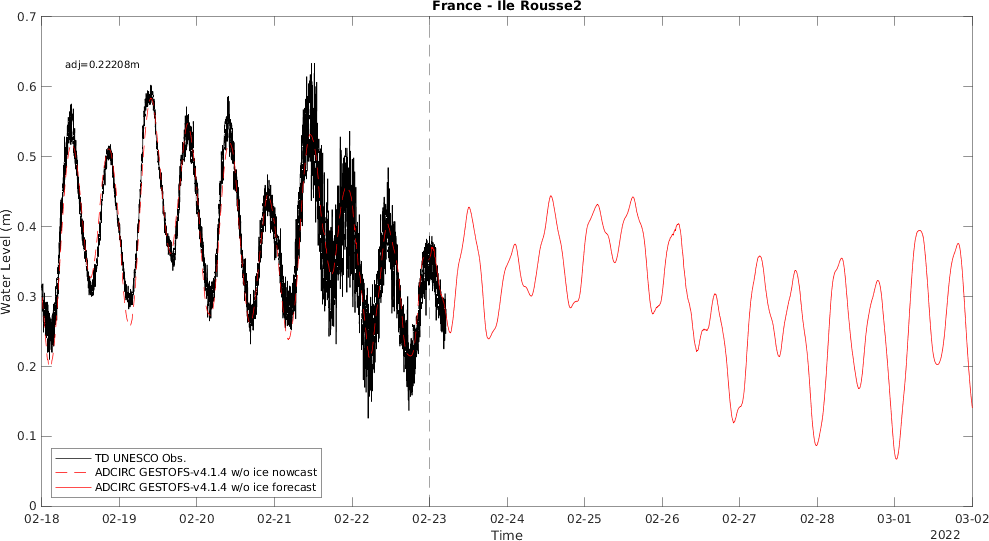 France - Ile Rousse2
0.7
0.6
0.5
0.4
0.3
0.2
0.1
0
Water Level (m)
adj=0.22208m
TD UNESCO Obs.
ADCIRC GESTOFS-v4.1.4 w/o ice nowcast
ADCIRC GESTOFS-v4.1.4 w/o ice forecast
02-18 02-19 02-20 02-21 02-22 02-23 02-24 02-25 02-26 02-27 02-28 03-01 03-02
Time
2022